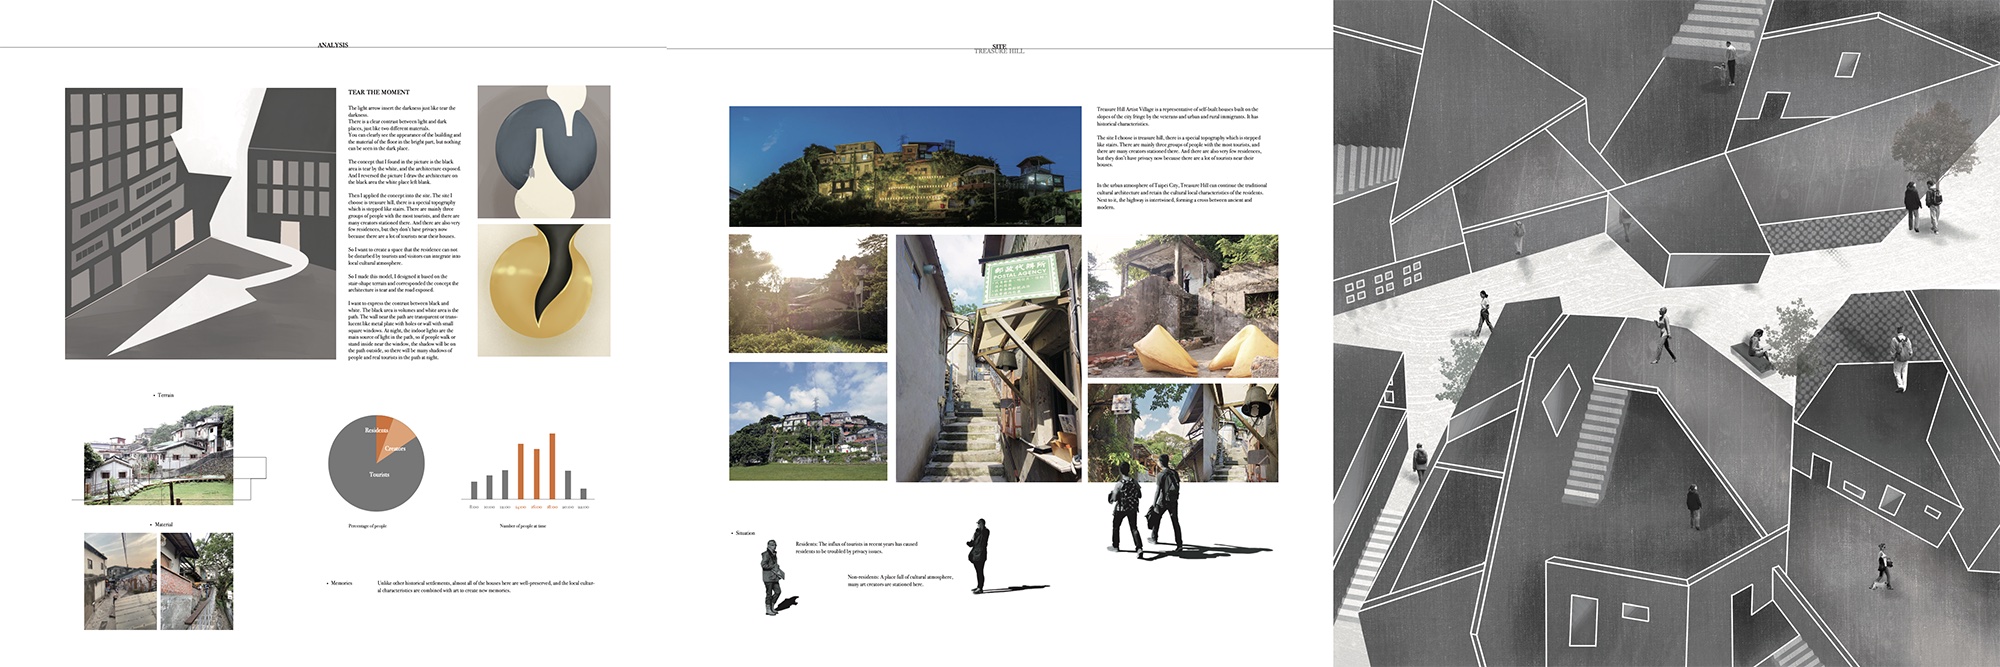 ANALYSIS
TEAR THE MOMENT
The light arrow insert the darkness just like tear the
darkness.
There is a clear contrast between light and dark
places, just like two different materials.
You can clearly see the appearance of the building and
the material of the floor in the bright part, but nothing
can be seen in the dark place.
The concept that I found in the picture is the black
area is tear by the white, and the architecture exposed.
And I reversed the picture I draw the architecture on
the black area the white place left blank.
Then I applied the concept into the site. The site I
choose is treasure hill, there is a special topography
which is stepped like stairs. There are mainly three
groups of people with the most tourists, and there are
many creators stationed there. And there are also very
few residences, but they don't have privacy now
because there are a lot of tourists near their houses.
So I want to create a space that the residence can not
be disturbed by tourists and visitors can integrate into
local cultural atmosphere.
So I made this model, I designed it based on the
stair-shape terrain and corresponded the concept the
architecture is tear and the road exposed.
I want to express the contrast between black and
white. The black area is volumes and white area is the
path. The wall near the path are transparent or trans-
lucent like metal plate with holes or wall with small
square windows. At night, the indoor lights are the
main source of light in the path, so if people walk or
stand inside near the window, the shadow will be on
the path outside, so there will be many shadows of
people and real tourists in the path at night.
• Terrain
• Material
Residents
Creators
Tourists
Percentage of people
8:00 10:00 12:00 14:00 16:00 18:00 20:00 22:00
Number of people at time
• Memories
Unlike other historical settlements, almost all of the houses here are well-preserved, and the local cultur-
al characteristics are combined with art to create new memories.
SITE
TREASURE HILL
Treasure Hill Artist Village is a representative of self-built houses built on the
slopes of the city fringe by the veterans and urban and rural immigrants. It has
historical characteristics.
The site I choose is treasure hill, there is a special topography which is stepped
like stairs. There are mainly three groups of people with the most tourists, and
there are many creators stationed there. And there are also very few residences,
but they don't have privacy now because there are a lot of tourists near their
houses.
In the urban atmosphere of Taipei City, Treasure Hill can continue the traditional
cultural architecture and retain the cultural local characteristics of the residents.
Next to it, the highway is intertwined, forming a cross between ancient and
modern.
郵政代辦所
POSTAL AGENCY
• Situation
Residents: The influx of tourists in recent years has caused
residents to be troubled by privacy issues.
Non-residents: A place full of cultural atmosphere,
many art creators are stationed here.